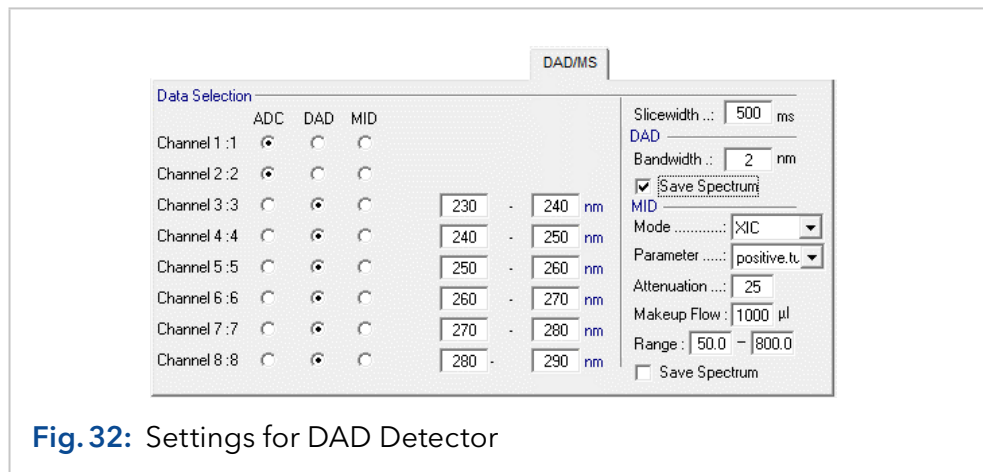 DAD/MS
Data Selection
ADC DAD MID
Channel 1 :1
Channel 2 :2
Channel 3 :3 230 - 240 nm
Channel 4 :4 240 - 250 nm
Channel 5 :5 250 - 260 nm
Channel 6 :6 260 - 270 nm
Channel 7 :7 270 - 280 nm
Channel 8 :8 280 - 290 nm
Slicewidth ..: 500 ms
DAD
Bandwidth .: 2 nm
Save Spectrum
MID
Mode ...........: XIC
Parameter .....: positive.tu
Attenuation ...: 25
Makeup Flow : 1000 µl
Range : 50.0 – 800.0
Save Spectrum
Fig. 32: Settings for DAD Detector